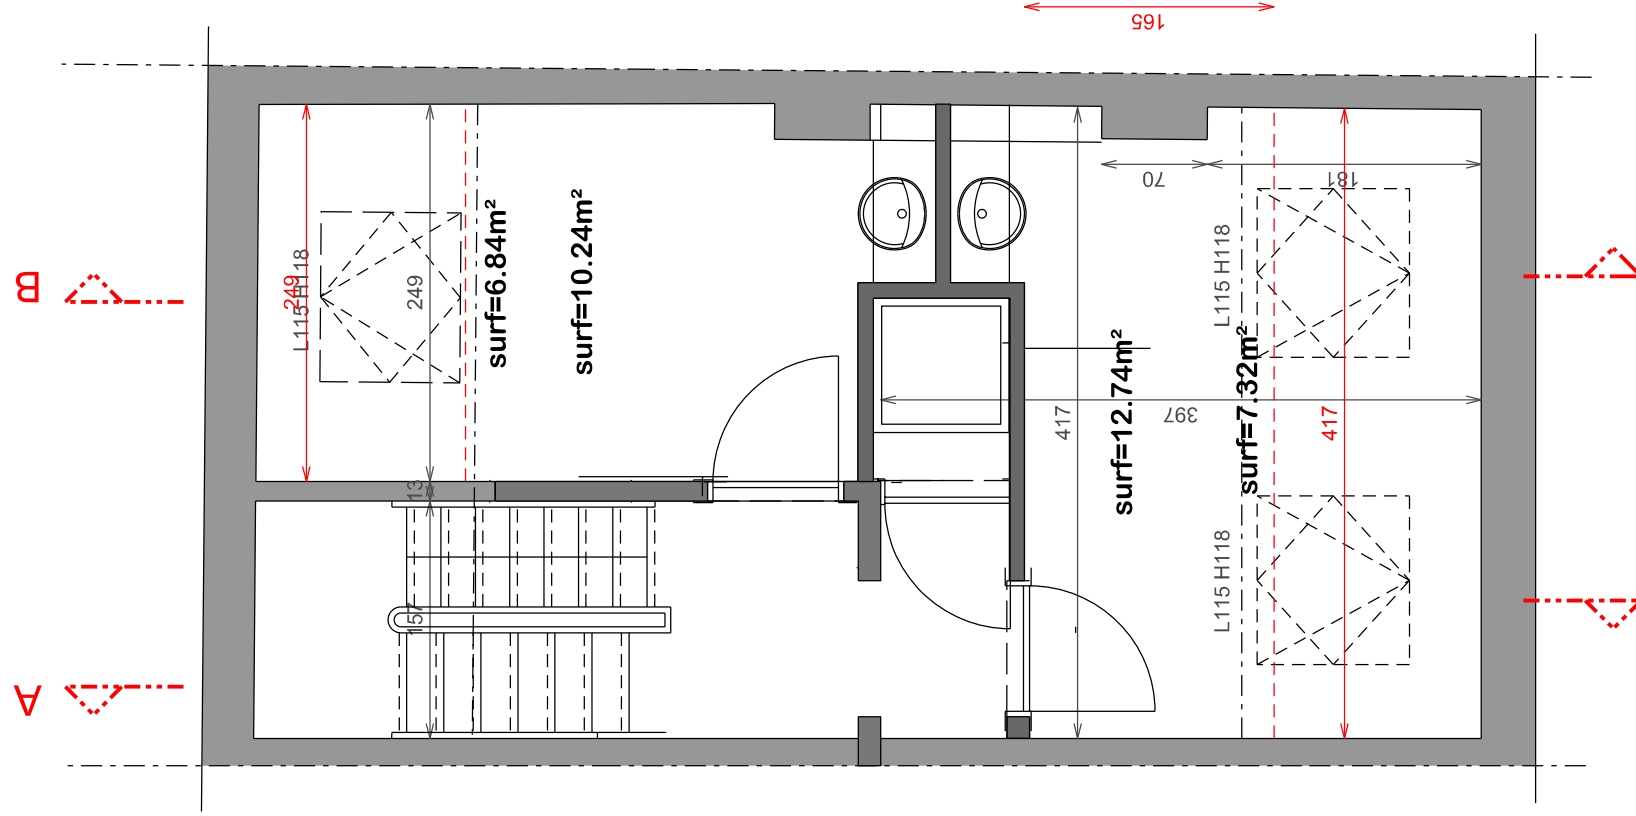 165
70
181
B
L115 H118
249
249
surf=6.84m²
surf=10.24m²
L115 H118
417
surf=12.74m²
397
surf=7.32m²
417
13
L115 H118
157
A